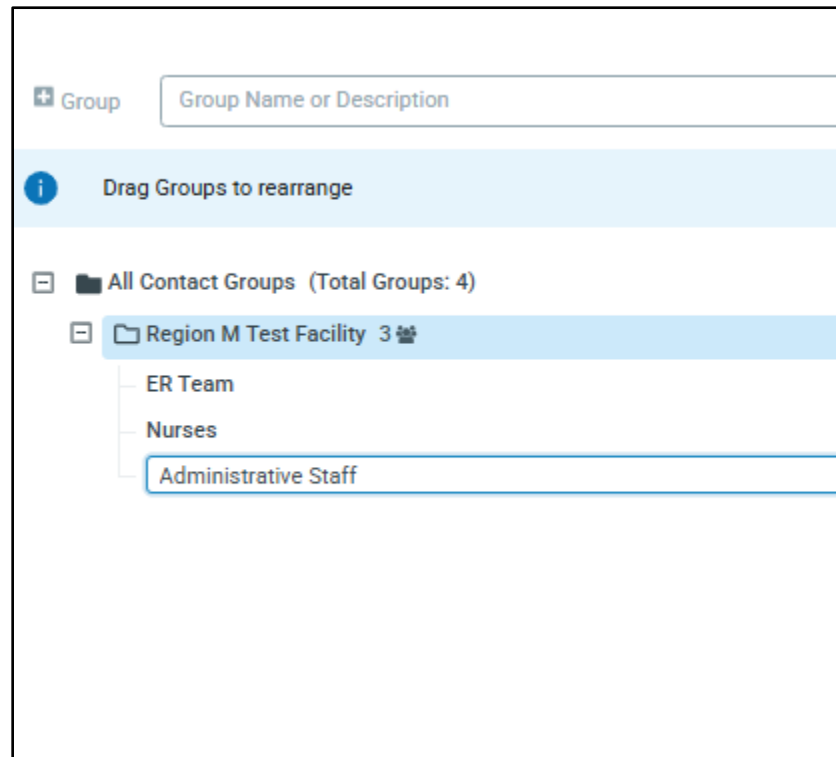 Group
Group Name or Description
Drag Groups to rearrange
All Contact Groups (Total Groups: 4)
Region M Test Facility 3
ER Team
Nurses
Administrative Staff